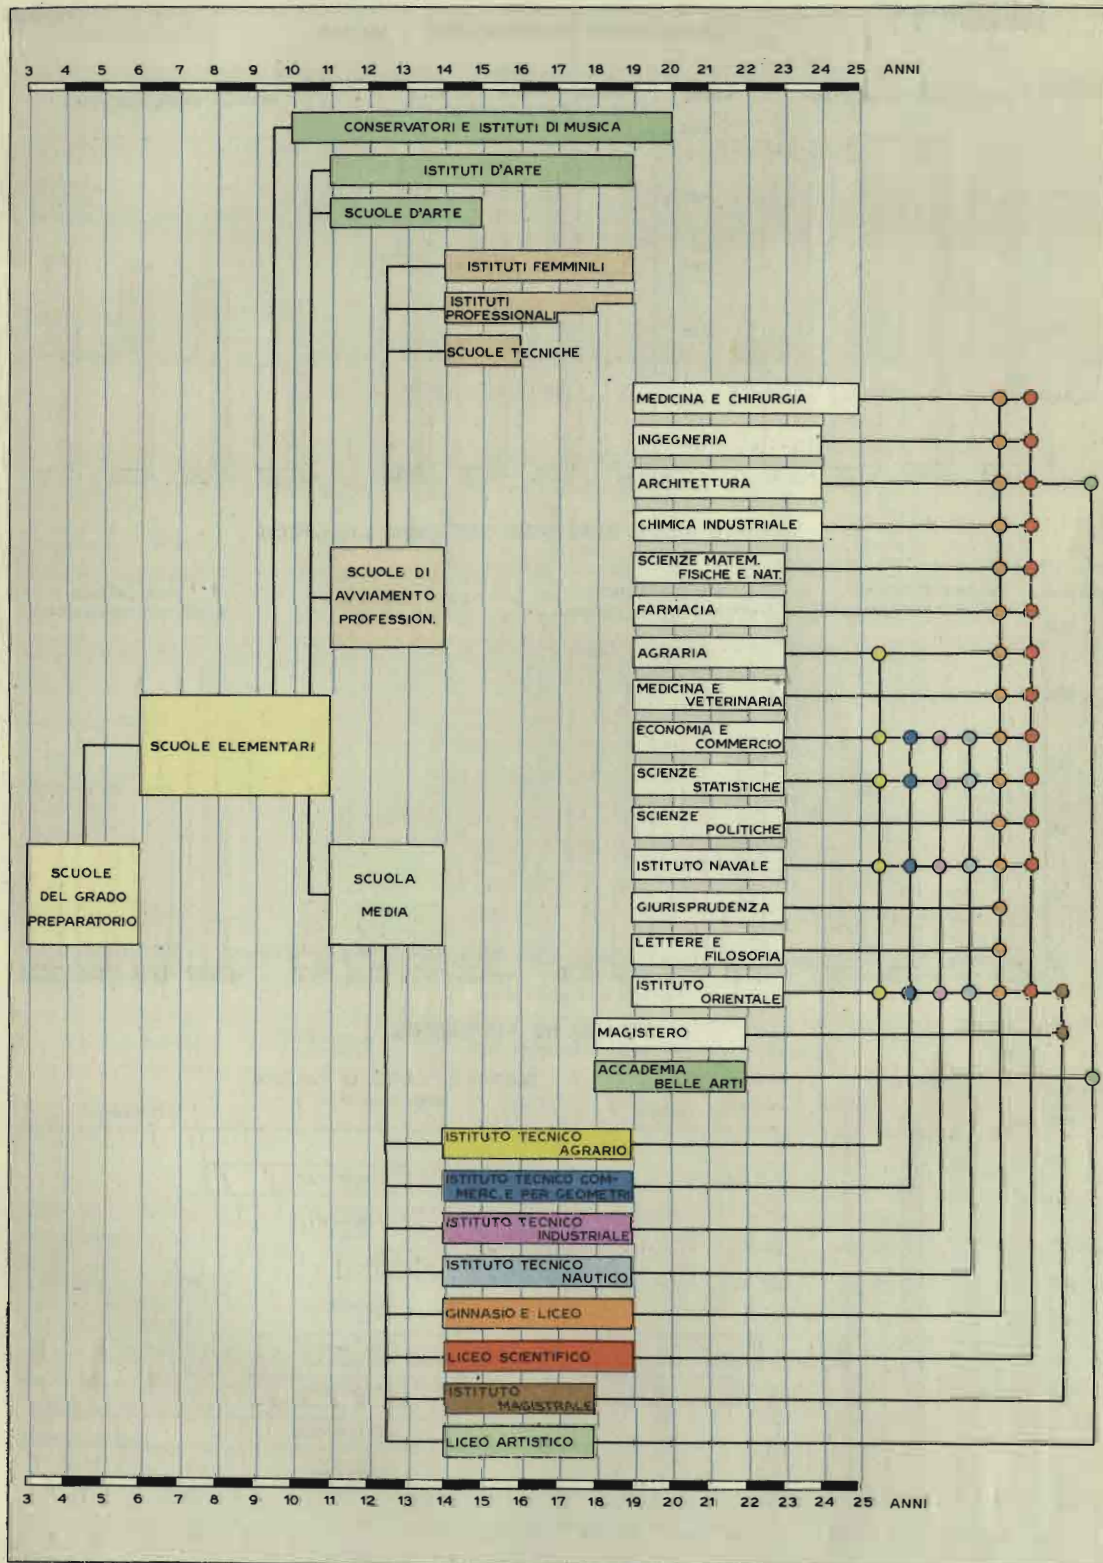 3 4 5 6 7 8 9 10 11 12 13 14 15 16 17 18 19 20 21 22 23 24 25 ANNI
CONSERVATORI E ISTITUTI DI MUSICA
ISTITUTI D'ARTE
SCUOLE D'ARTE
ISTITUTI FEMMINILI
ISTITUTI
PROFESSIONALI
SCUOLE TECNICHE
MEDICINA E CHIRURGIA
INGEGNERIA
ARCHITETTURA
CHIMICA INDUSTRIALE
SCIENZE MATEM.
FISICHE E NAT.
FARMACIA
AGRARIA
MEDICINA E
VETERINARIA
ECONOMIA E
COMMERCIO
SCIENZE
STATISTICHE
SCIENZE
POLITICHE
ISTITUTO NAVALE
GIURISPRUDENZA
LETTERE E
FILOSOFIA
ISTITUTO
ORIENTALE
MAGISTERO
ACCADEMIA
BELLE ARTI
SCUOLE DI
AVVIAMENTO
PROFESSION.
SCUOLE ELEMENTARI
SCUOLE
DEL GRADO
PREPARATORIO
SCUOLA
MEDIA
ISTITUTO TECNICO
AGRARIO
ISTITUTO TECNICO COM-
MERC. E PER GEOMETRI
ISTITUTO TECNICO
INDUSTRIALE
ISTITUTO TECNICO
NAUTICO
GINNASIO E LICEO
LICEO SCIENTIFICO
ISTITUTO
MAGISTRALE
LICEO ARTISTICO
3 4 5 6 7 8 9 10 11 12 13 14 15 16 17 18 19 20 21 22 23 24 25 ANNI